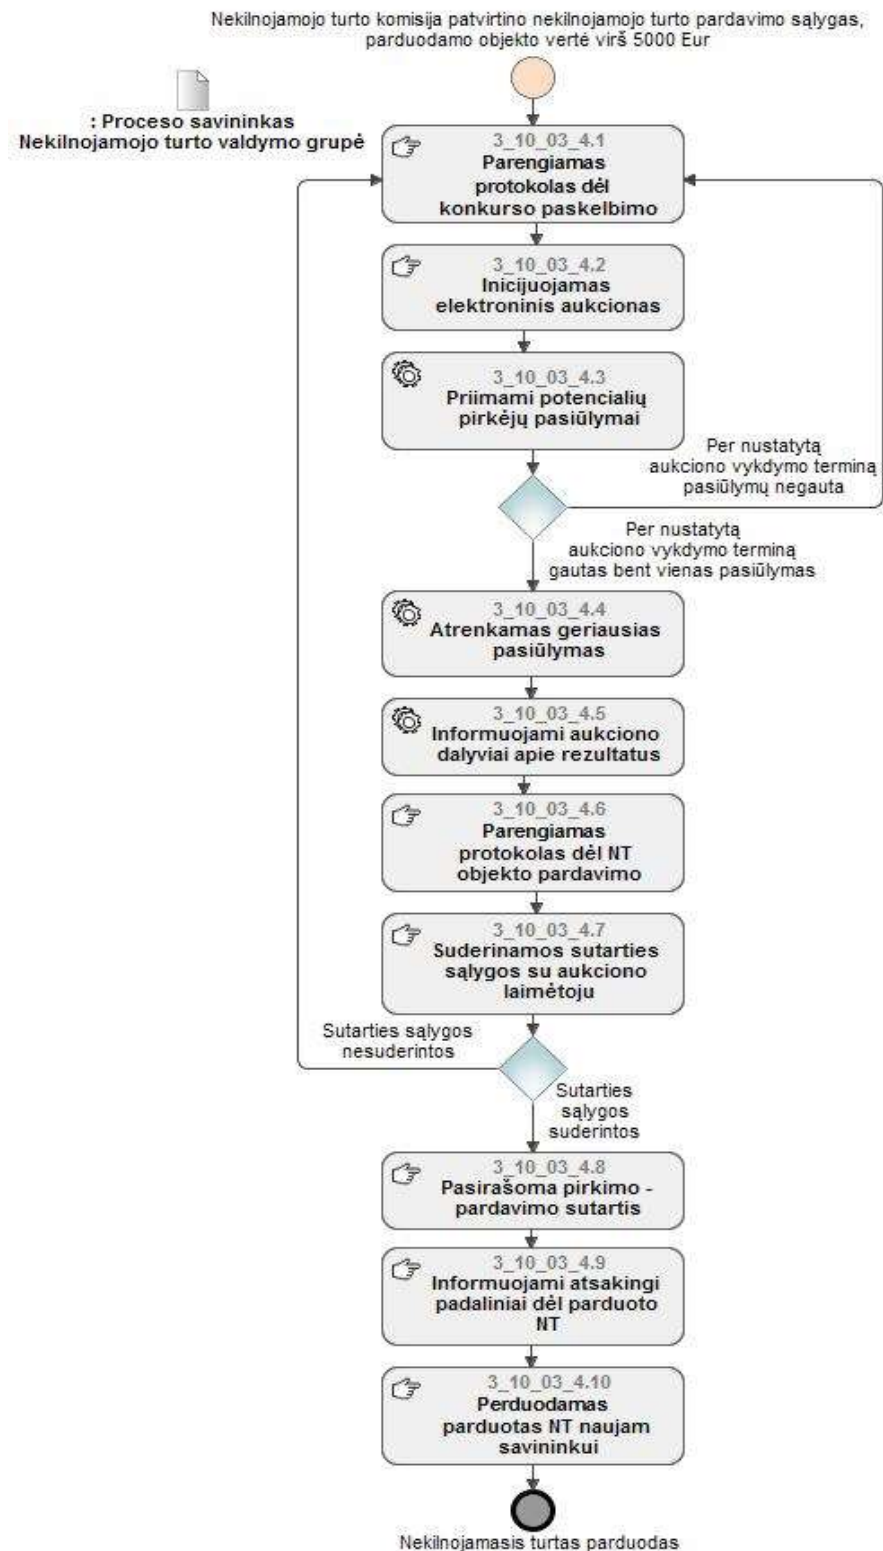 Nekilnojamojo turto komisija patvirtino nekilnojamojo turto pardavimo sąlygas,
parduodamo objekto vertė virš 5000 Eur
: Proceso savininkas
Nekilnojamojo turto valdymo grupė
3_10_03_4.1
Parengiamas
protokolas dėl
konkurso paskelbimo
3_10_03_4.2
Inicijuojamas
elektroninis aukcionas
3_10_03_4.3
Priimami potencialių
pirkėjų pasiūlymai
Per nustatytą
aukciono vykdymo terminą
pasiūlymų negauta
Per nustatytą
aukciono vykdymo terminą
gautas bent vienas pasiūlymas
3_10_03_4.4
Atrenkamas geriausias
pasiūlymas
3_10_03_4.5
Informuojami aukciono
dalyviai apie rezultatus
3_10_03_4.6
Parengiamas
protokolas dėl NT
objekto pardavimo
3_10_03_4.7
Suderinamos sutarties
sąlygos su aukciono
laimėtoju
Sutarties sąlygos
nesuderintos
Sutarties
sąlygos
suderintos
3_10_03_4.8
Pasirašoma pirkimo -
pardavimo sutartis
3_10_03_4.9
Informuojami atsakingi
padaliniai dėl parduoto
NT
3_10_03_4.10
Perduodamas
parduotas NT naujam
savininkui
Nekilnojamasis turtas parduodas